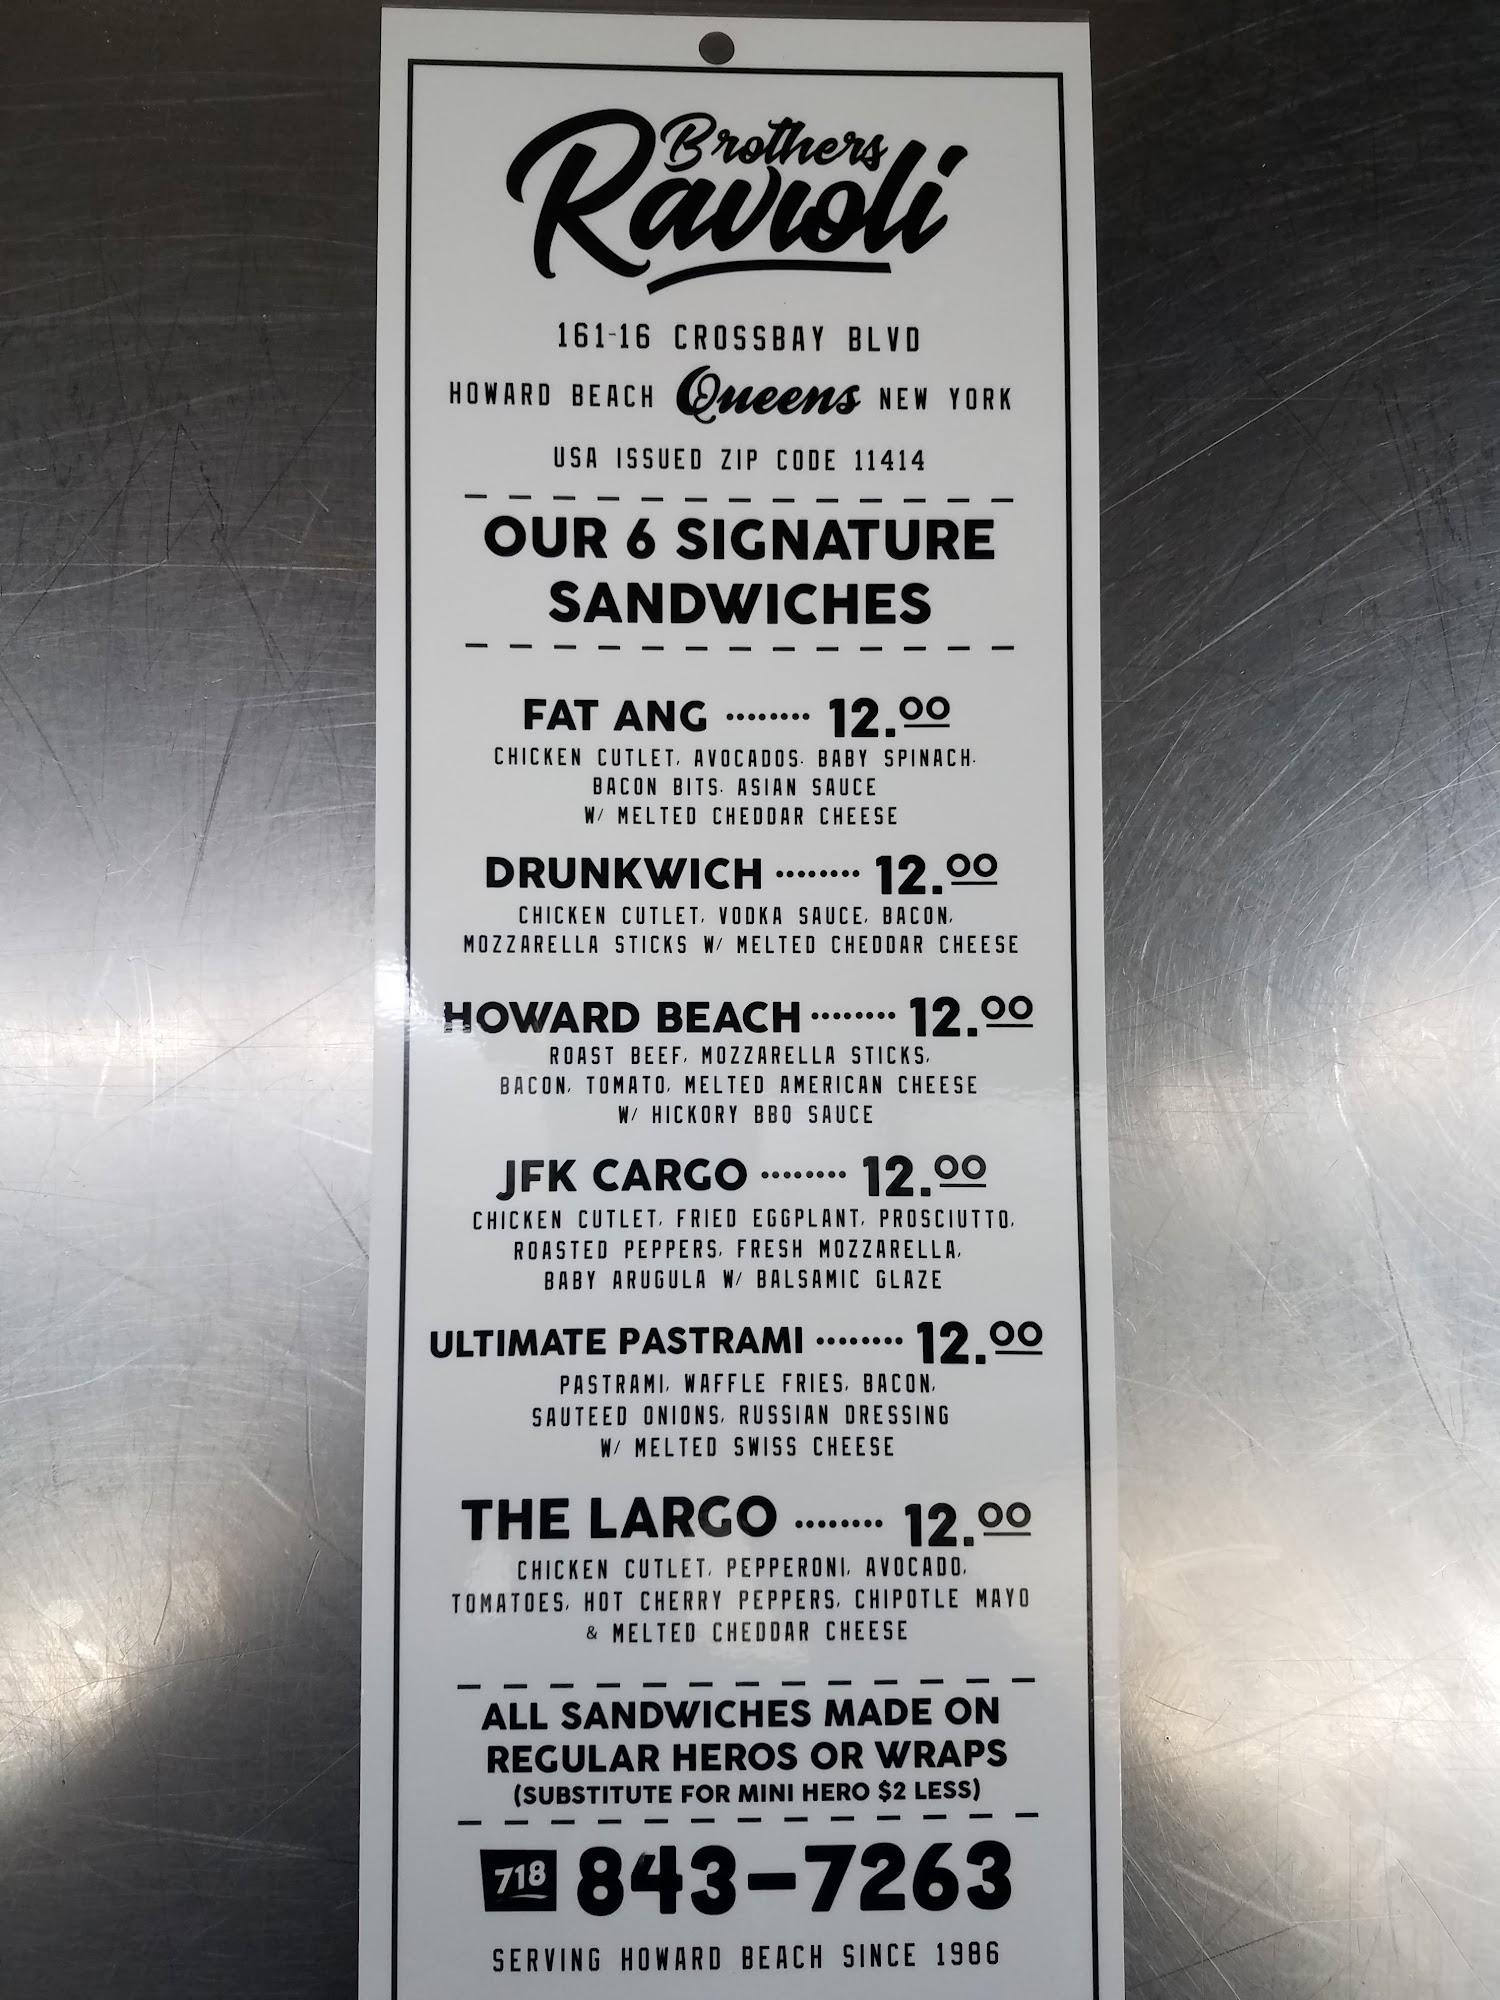 Brothers
Ravioli
161-16 CROSSBAY BLVD
HOWARD BEACH Queens NEW YORK
USA ISSUED ZIP CODE 11414
OUR 6 SIGNATURE
SANDWICHES
FAT ANG ........ 12.00
CHICKEN CUTLET, AVOCADOS. BABY SPINACH.
BACON BITS. ASIAN SAUCE
W/ MELTED CHEDDAR CHEESE
DRUNKWICH ........ 12.00
CHICKEN CUTLET, VODKA SAUCE, BACON,
MOZZARELLA STICKS W/ MELTED CHEDDAR CHEESE
HOWARD BEACH ........ 12.00
ROAST BEEF, MOZZARELLA STICKS,
BACON, TOMATO, MELTED AMERICAN CHEESE
W/ HICKORY BBQ SAUCE
JFK CARGO ........ 12.00
CHICKEN CUTLET, FRIED EGGPLANT, PROSCIUTTO,
ROASTED PEPPERS, FRESH MOZZARELLA,
BABY ARUGULA W/ BALSAMIC GLAZE
ULTIMATE PASTRAMI ........ 12.00
PASTRAMI, WAFFLE FRIES, BACON,
SAUTEED ONIONS, RUSSIAN DRESSING
W/ MELTED SWISS CHEESE
THE LARGO ........ 12.00
CHICKEN CUTLET, PEPPERONI, AVOCADO,
TOMATOES, HOT CHERRY PEPPERS, CHIPOTLE MAYO
& MELTED CHEDDAR CHEESE
ALL SANDWICHES MADE ON
REGULAR HEROS OR WRAPS
(SUBSTITUTE FOR MINI HERO $2 LESS)
718 843-7263
SERVING HOWARD BEACH SINCE 1986